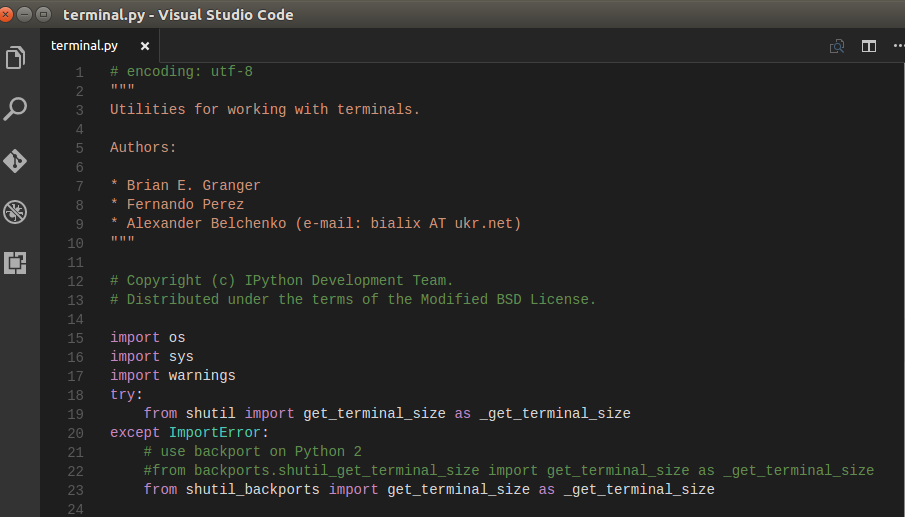 terminal.py - Visual Studio Code
terminal.py
1 # encoding: utf-8
2 """
3 Utilities for working with terminals.
4
5 Authors:
6
7 * Brian E. Granger
8 * Fernando Perez
9 * Alexander Belchenko (e-mail: bialix AT ukr.net)
10 """
11
12 # Copyright (c) IPython Development Team.
13 # Distributed under the terms of the Modified BSD License.
14
15 import os
16 import sys
17 import warnings
18 try:
19     from shutil import get_terminal_size as _get_terminal_size
20 except ImportError:
21     # use backport on Python 2
22     #from backports.shutil_get_terminal_size import get_terminal_size as _get_terminal_size
23     from shutil_backports import get_terminal_size as _get_terminal_size
24